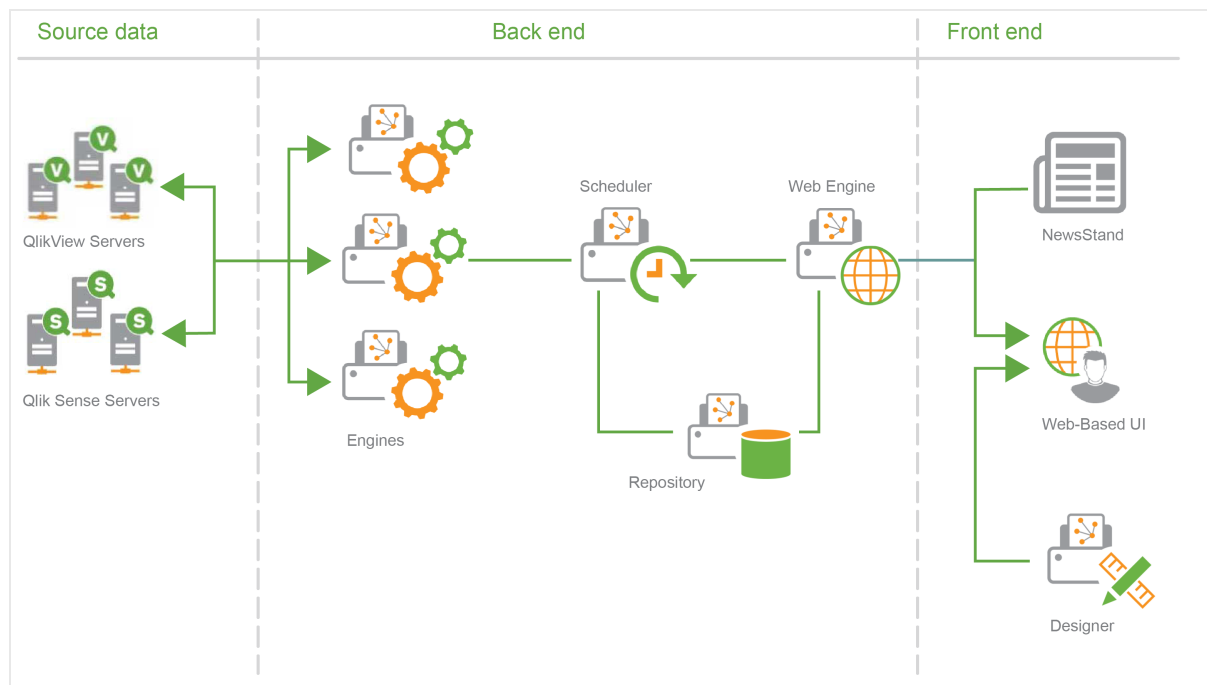 Source data
Back end
Front end
V
V
V
QlikView Servers
S
S
S
Qlik Sense Servers
Engines
Scheduler
Web Engine
Repository
NewsStand
Web-Based UI
Designer